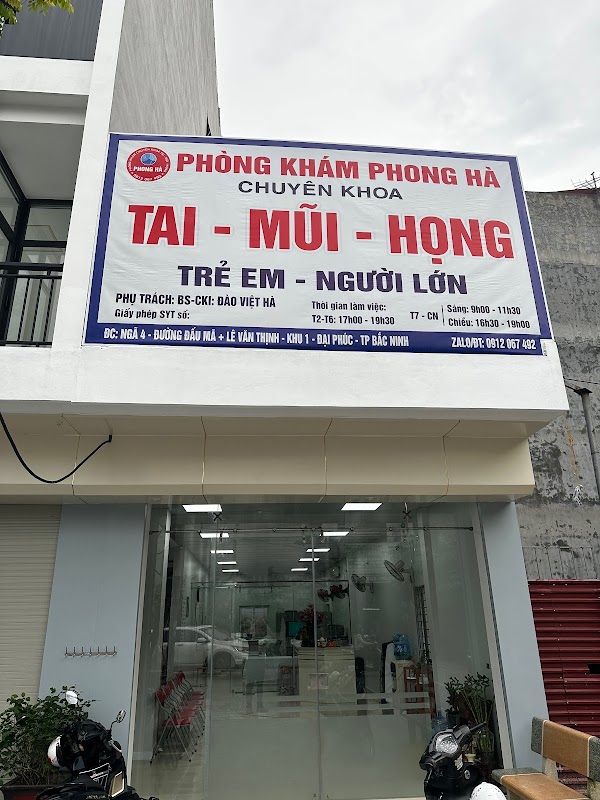 PHONG HÀ
PHÒNG KHÁM PHONG HÀ
CHUYÊN KHOA
TAI - MŨI - HỌNG
TRẺ EM - NGƯỜI LỚN
PHỤ TRÁCH: BS-CKI: ĐÀO VIỆT HÀ
Giấy phép SYT số:
Thời gian làm việc:
T2-T6: 17h00 - 19h30
T7 - CN
Sáng: 9h00 - 11h30
Chiều: 16h30 - 19h00
ĐC: NGÃ 4 - ĐƯỜNG ĐẤU MÃ + LÊ VĂN THỊNH - KHU 1 - ĐẠI PHÚC - TP BẮC NINH
ZALO/ĐT: 0912 067 492